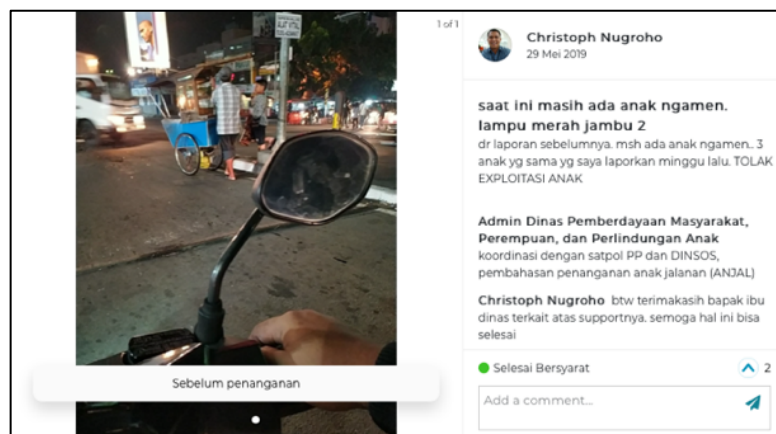 1 of 1
Christoph Nugroho
29 Mei 2019
saat ini masih ada anak ngamen.
lampu merah jambu 2
dr laporan sebelumnya. msh ada anak ngamen.. 3
anak yg sama yg saya laporkan minggu lalu. TOLAK
EXPLOITASI ANAK
Admin Dinas Pemberdayaan Masyarakat,
Perempuan, dan Perlindungan Anak
koordinasi dengan satpol PP dan DINSOS,
pembahasan penanganan anak jalanan (ANJAL)
Christoph Nugroho btw terimakasih bapak ibu
dinas terkait atas supportnya. semoga hal ini bisa
selesai
Selesai Bersyarat
2
Add a comment...
ALAT VITAL
Sebelum penanganan